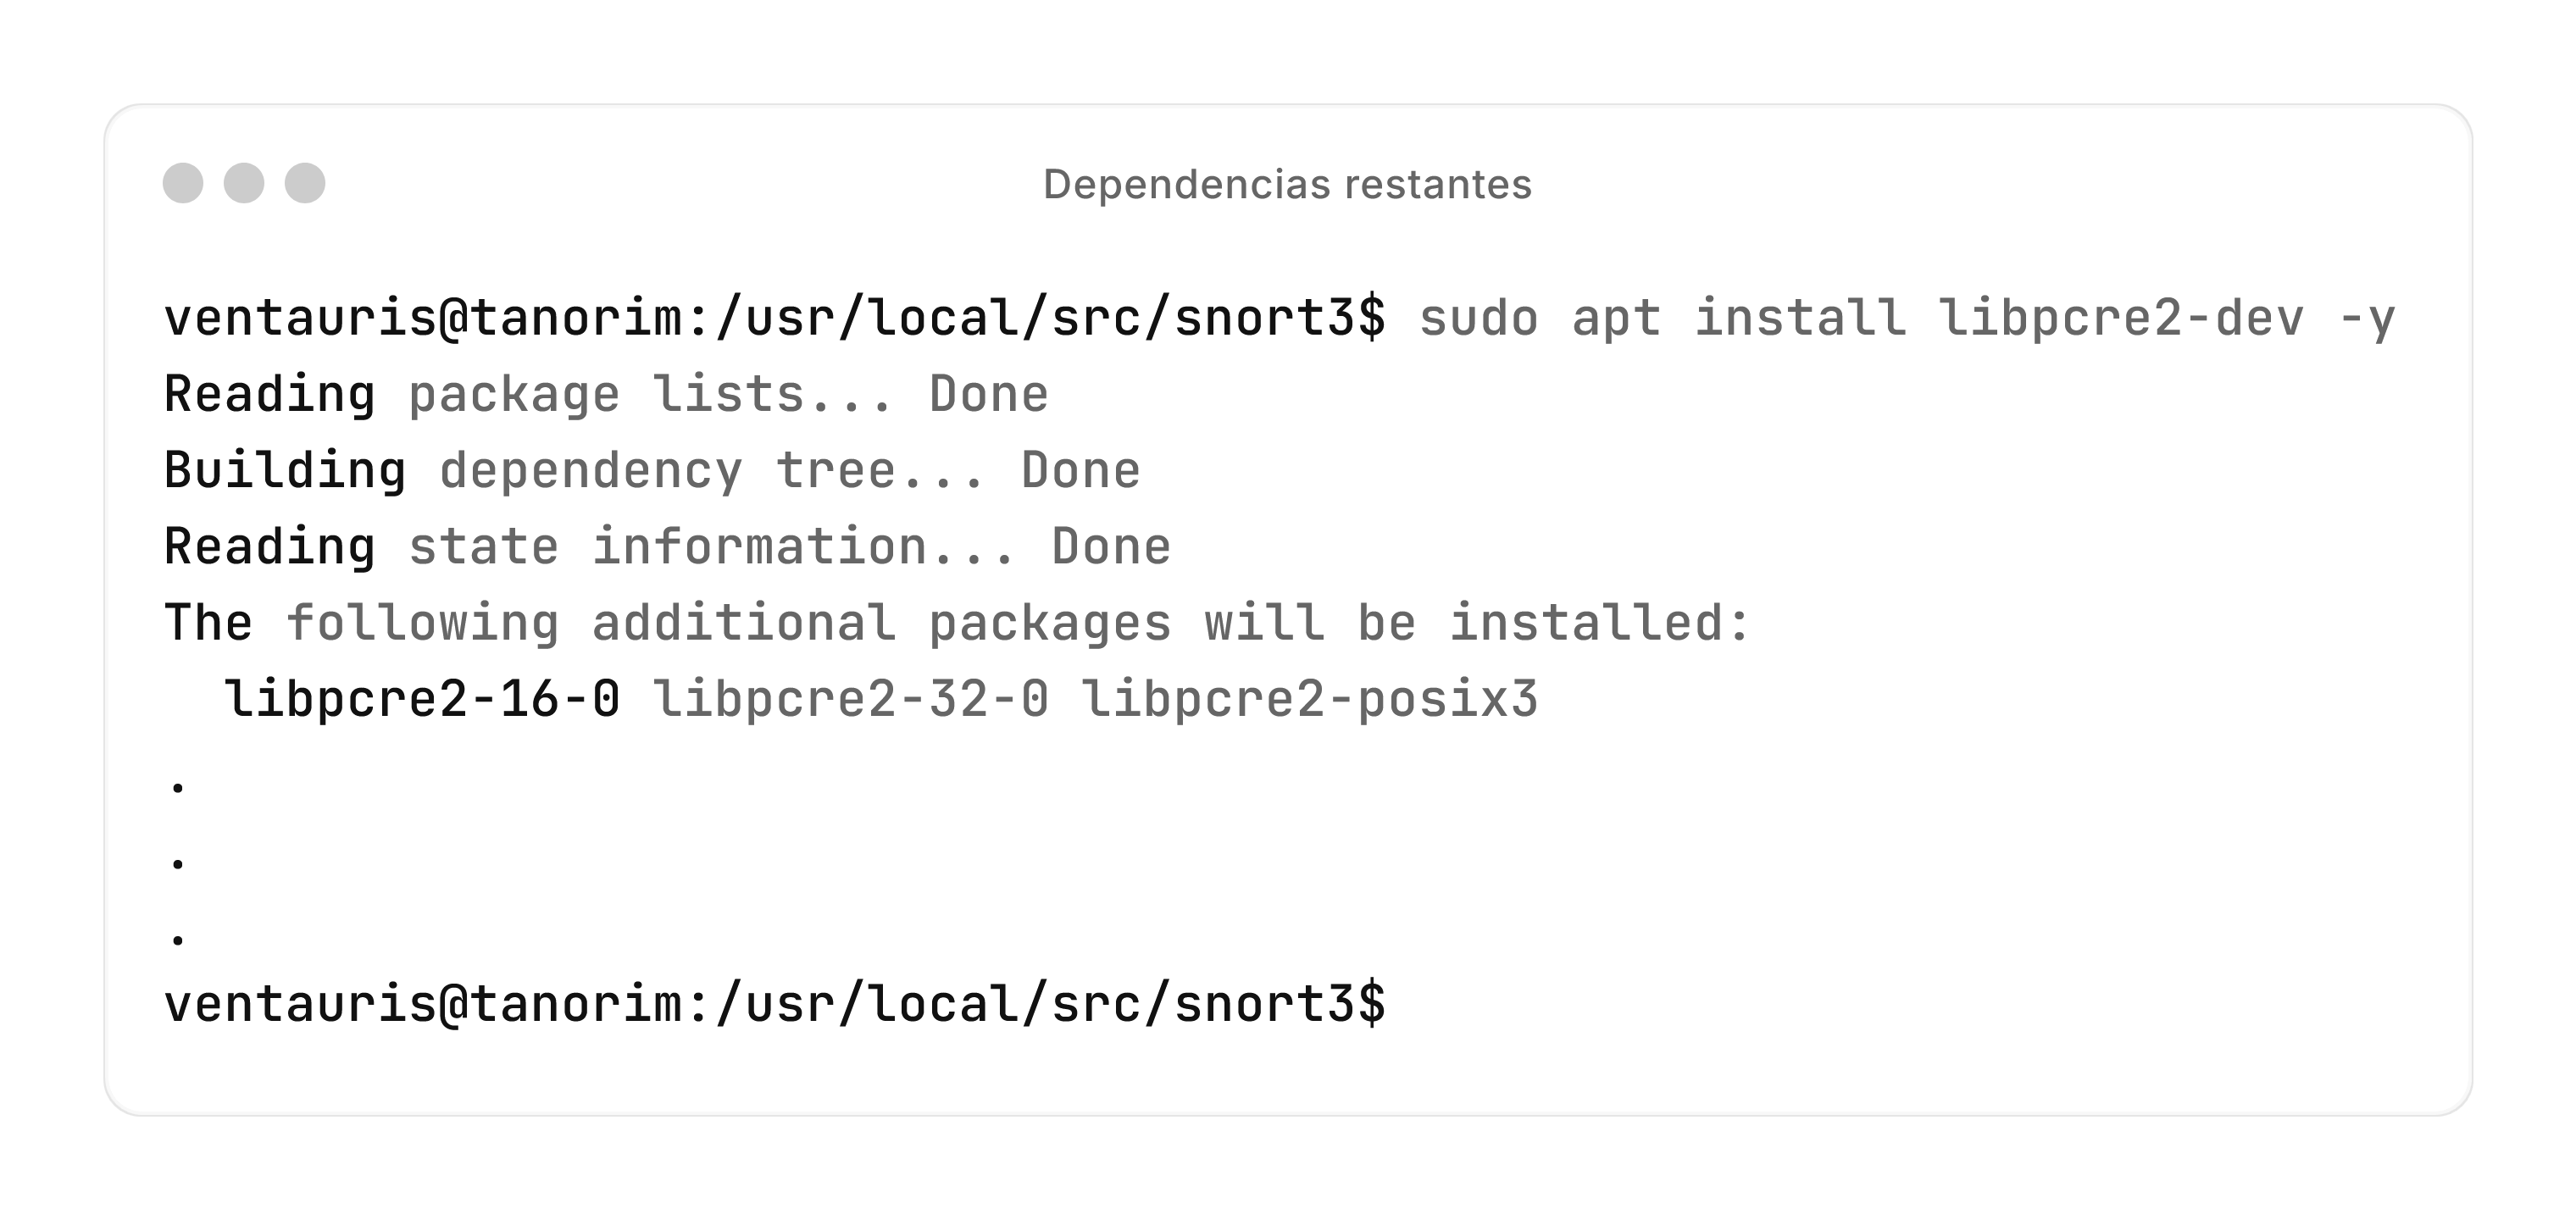 Dependencias restantes
ventauris@tanorim:/usr/local/src/snort3$ sudo apt install libpcre2-dev -y
Reading package lists... Done
Building dependency tree... Done
Reading state information... Done
The following additional packages will be installed:
  libpcre2-16-0 libpcre2-32-0 libpcre2-posix3
.
.
.
ventauris@tanorim:/usr/local/src/snort3$